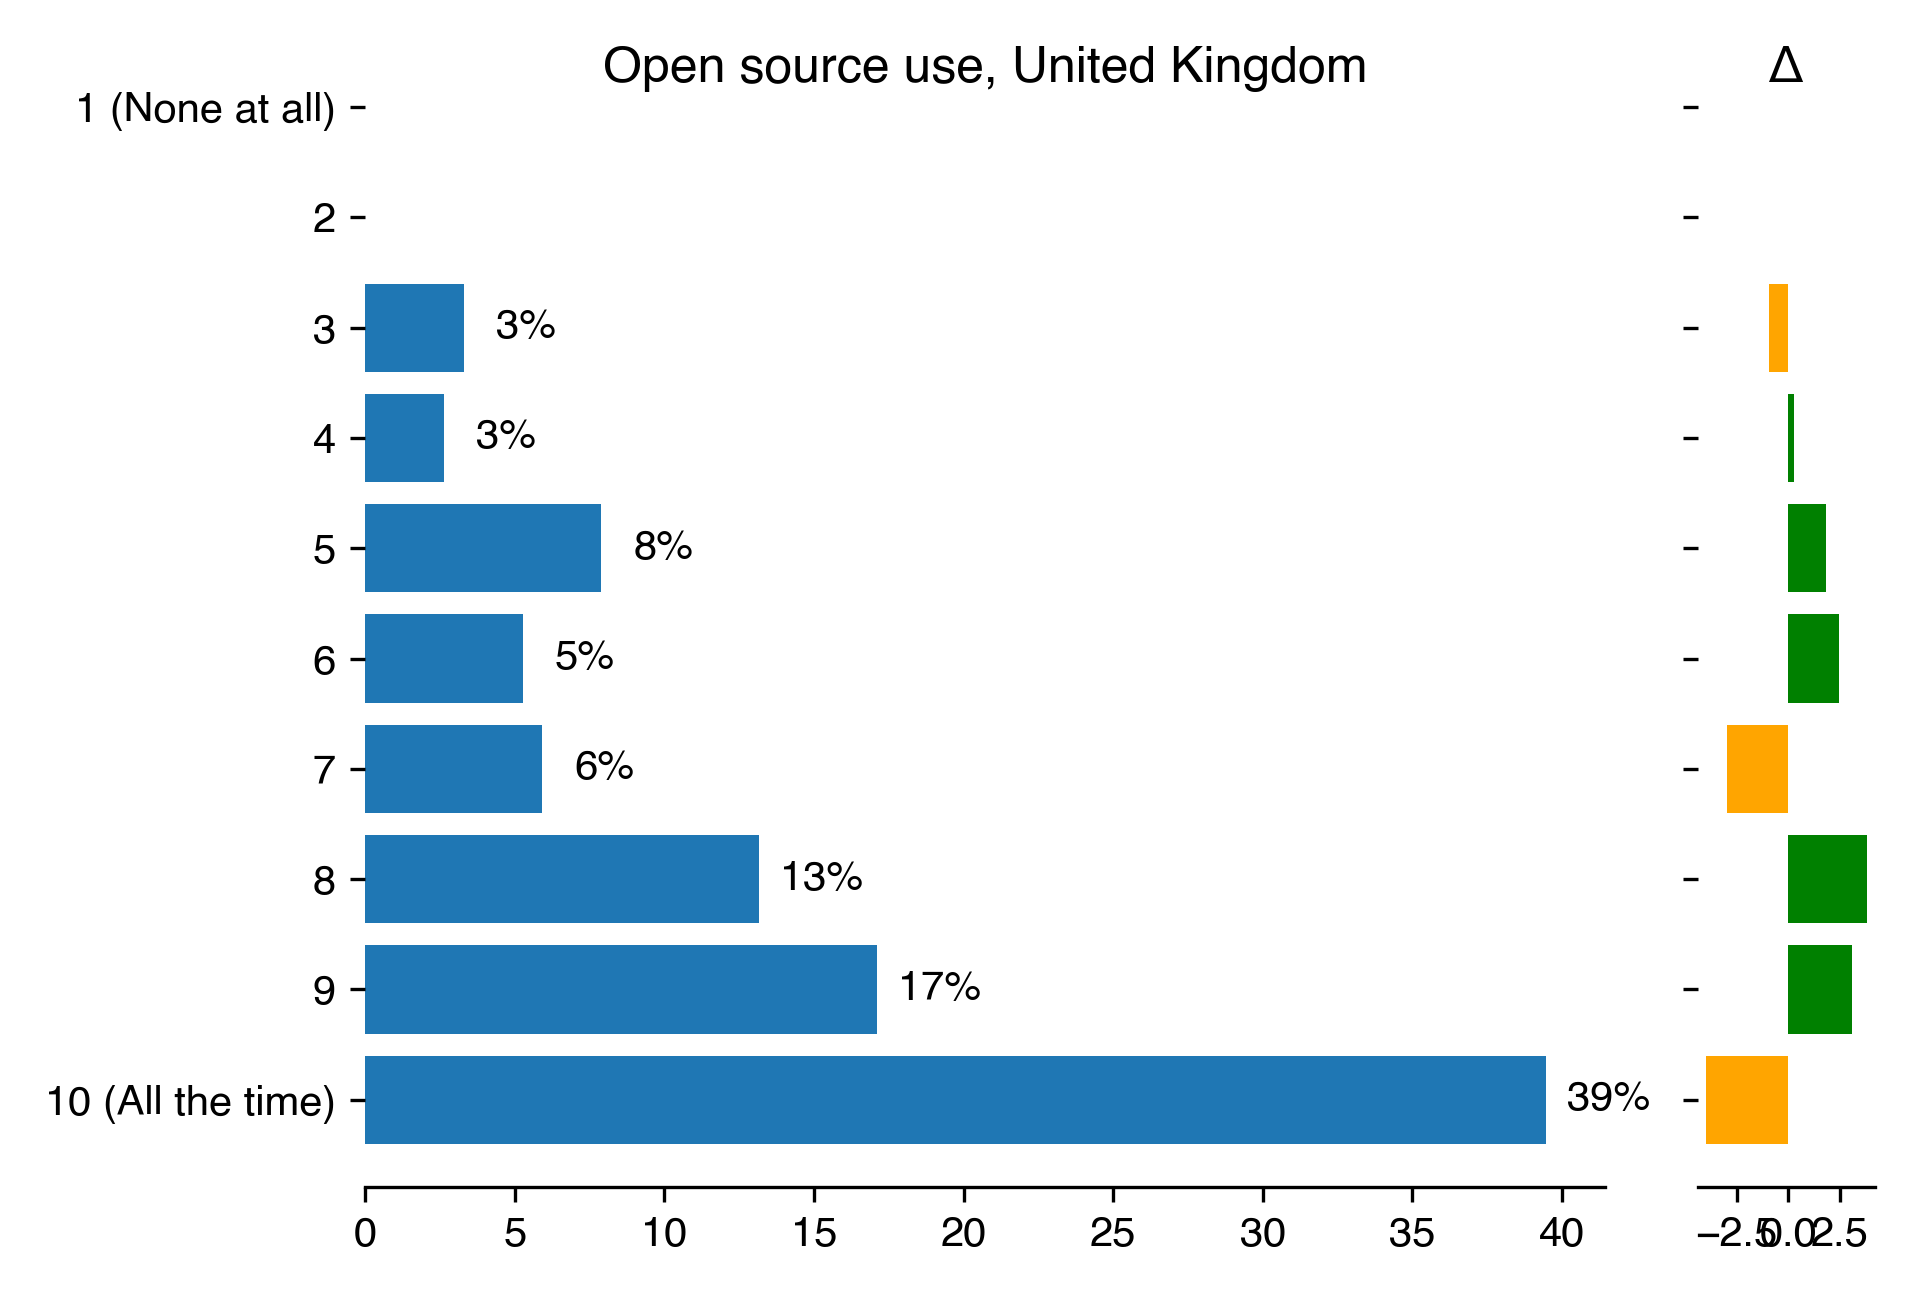 Open source use, United Kingdom
Δ
1 (None at all)
2
3
3%
4
3%
5
8%
6
5%
7
6%
8
13%
9
17%
10 (All the time)
39%
0 5 10 15 20 25 30 35 40
−2.5 0.0 2.5